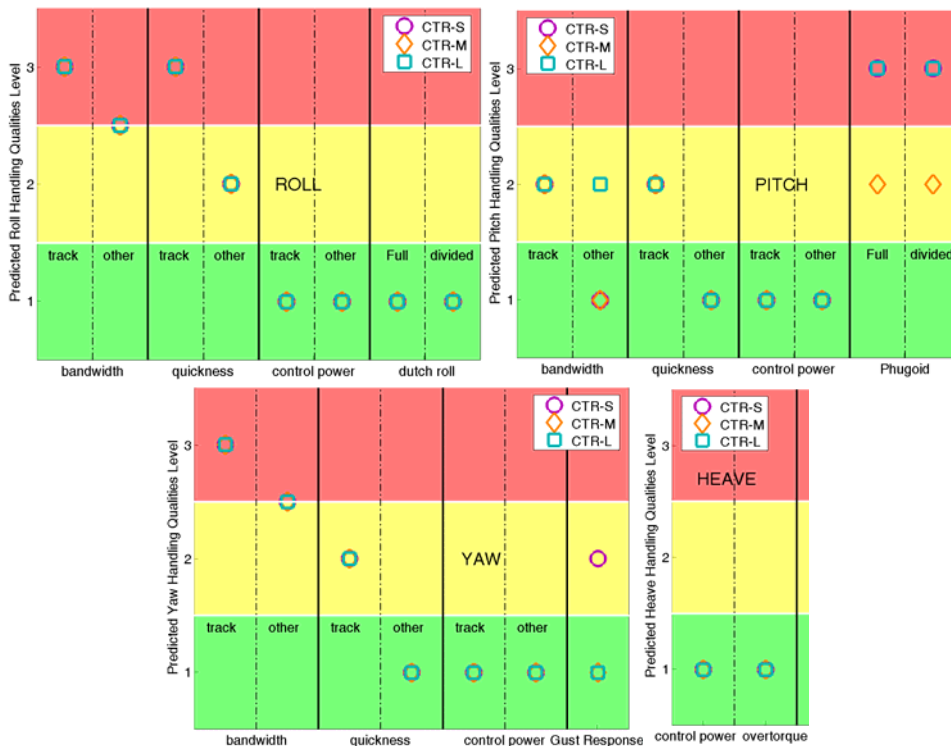 Predicted Roll Handling Qualities Level
3
2
1
CTR-S
CTR-M
CTR-L
ROLL
track other track other track other Full divided
bandwidth quickness control power dutch roll
Predicted Pitch Handling Qualities Level
3
2
1
CTR-S
CTR-M
CTR-L
PITCH
track other track other track other Full divided
bandwidth quickness control power Phugoid
Predicted Yaw Handling Qualities Level
3
2
1
CTR-S
CTR-M
CTR-L
YAW
track other track other track other
bandwidth quickness control power Gust Response
Predicted Heave Handling Qualities Level
3
2
1
CTR-S
CTR-M
CTR-L
HEAVE
control power overtorque